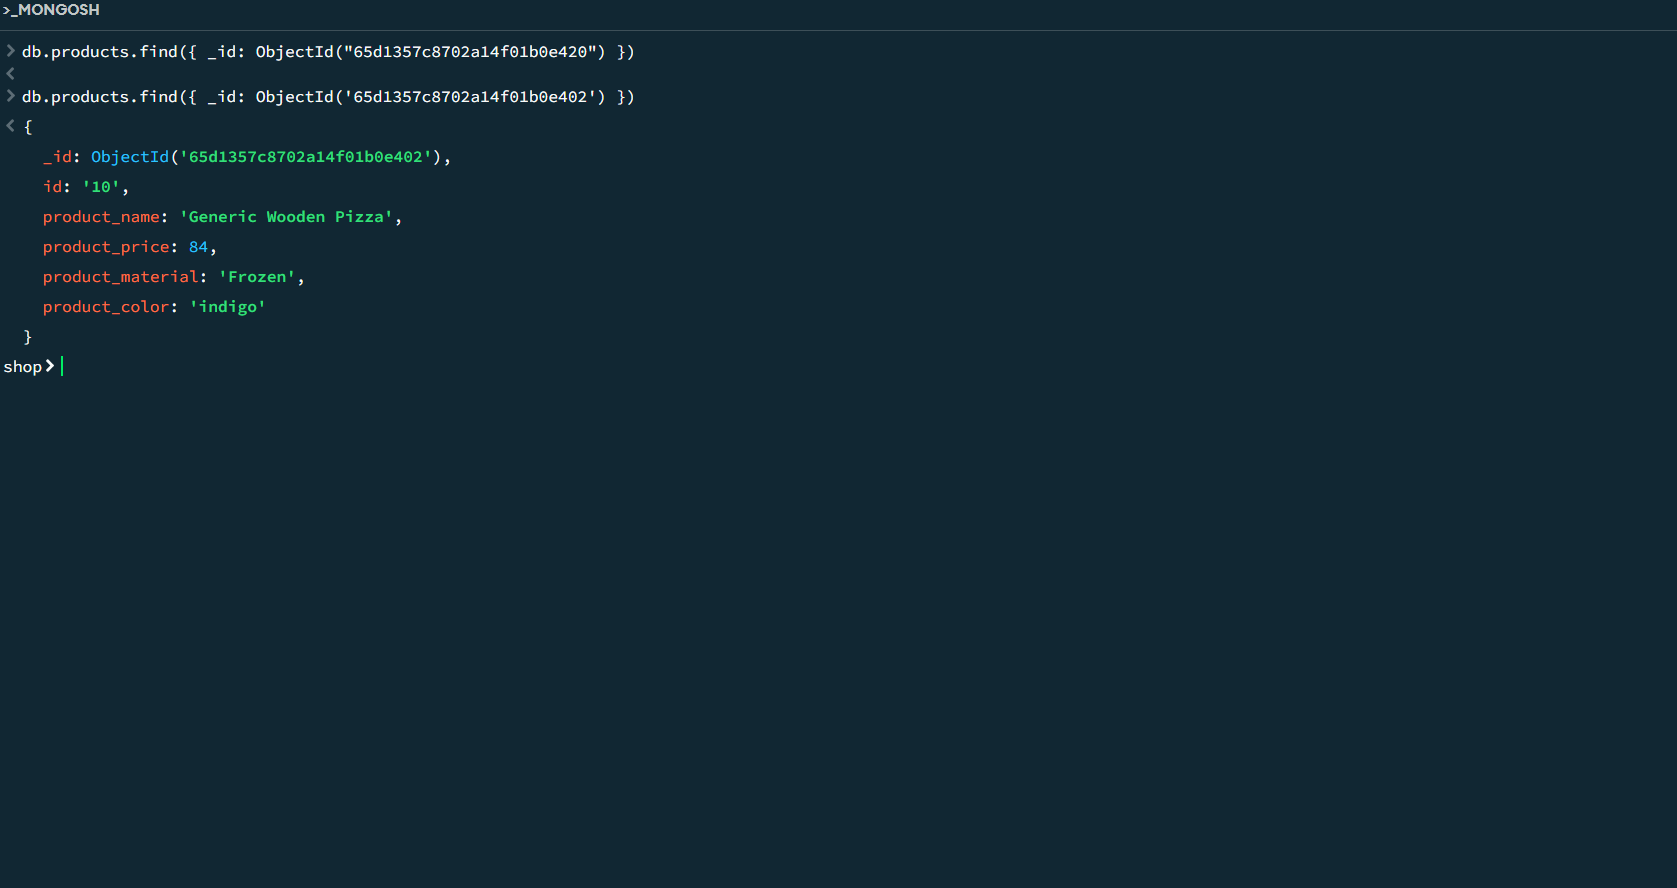 >_MONGOSH
> db.products.find({ _id: ObjectId("65d1357c8702a14f01b0e420") })
<
> db.products.find({ _id: ObjectId('65d1357c8702a14f01b0e402') })
< {
_id: ObjectId('65d1357c8702a14f01b0e402'),
id: '10',
product_name: 'Generic Wooden Pizza',
product_price: 84,
product_material: 'Frozen',
product_color: 'indigo'
}
shop>